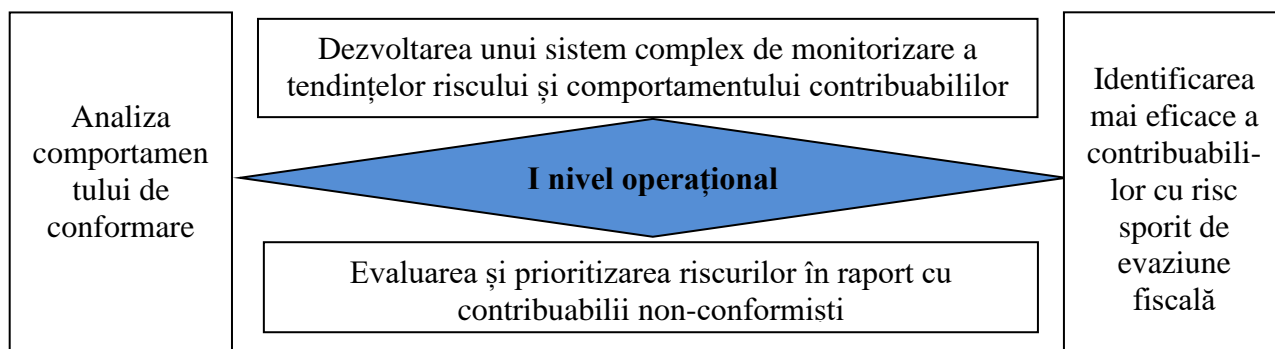 Analiza
comportamen
tului de
conformare
Dezvoltarea unui sistem complex de monitorizare a
tendințelor riscului și comportamentului contribuabililor
I nivel operațional
Evaluarea și prioritizarea riscurilor în raport cu
contribuabilii non-conformiști
Identificarea
mai eficace a
contribuabili-
lor cu risc
sporit de
evaziune
fiscală